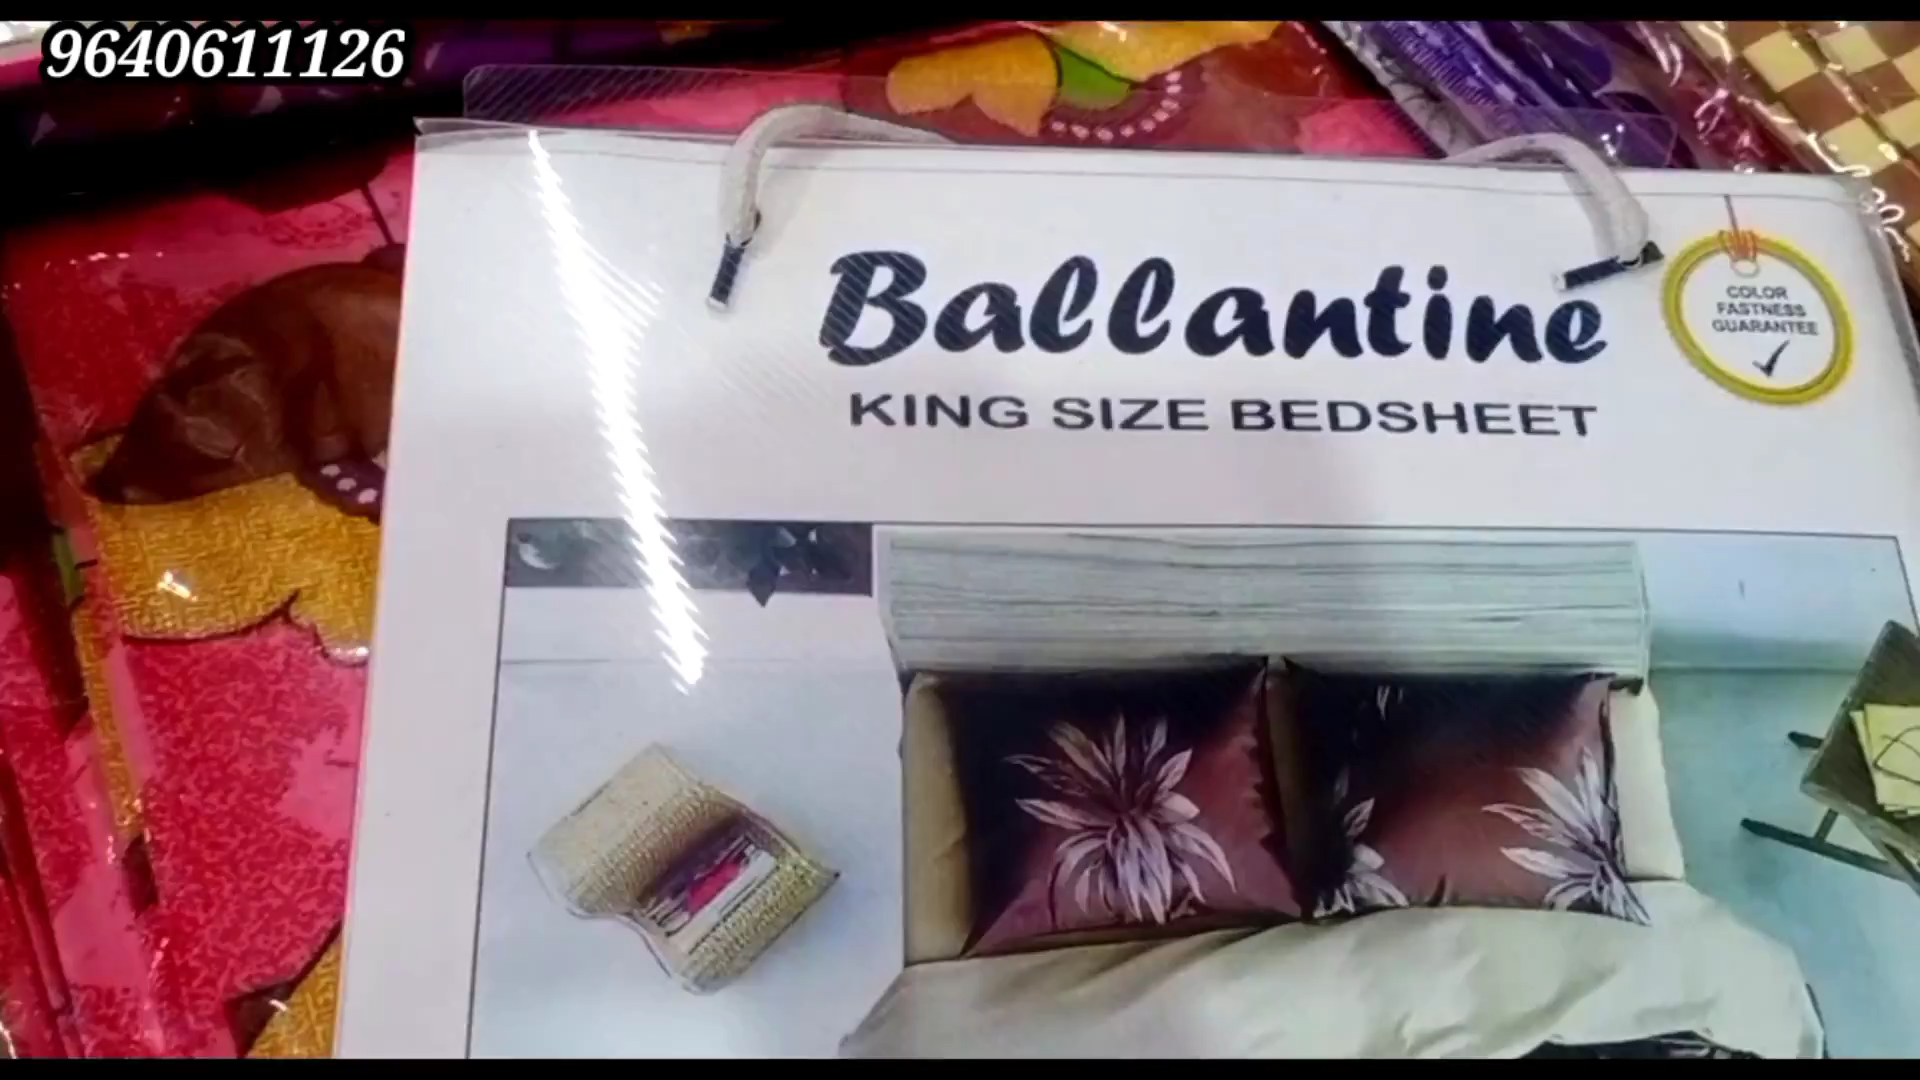 9640611126
Ballantine
KING SIZE BEDSHEET
COLOR
FASTNESS
GUARANTEE